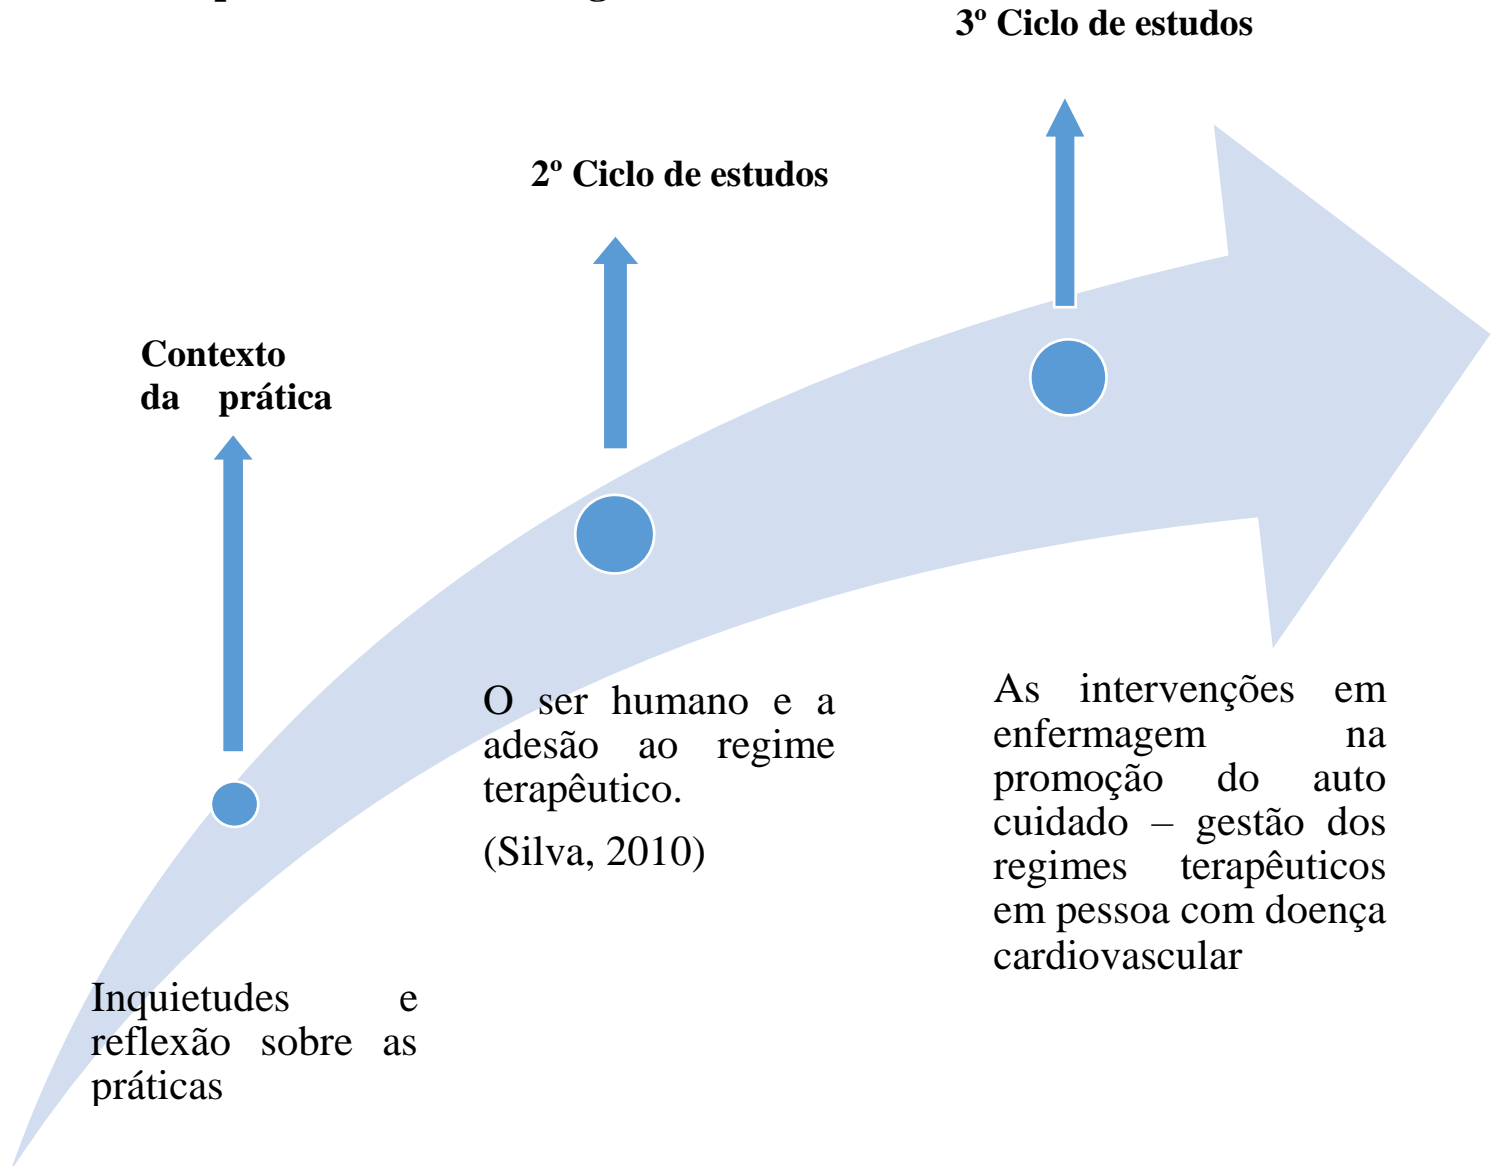 3º Ciclo de estudos
2º Ciclo de estudos
Contexto
da prática
O ser humano e a
adesão ao regime
terapêutico.
(Silva, 2010)
As intervenções em
enfermagem na
promoção do auto
cuidado – gestão dos
regimes terapêuticos
em pessoa com doença
cardiovascular
Inquietudes e
reflexão sobre as
práticas